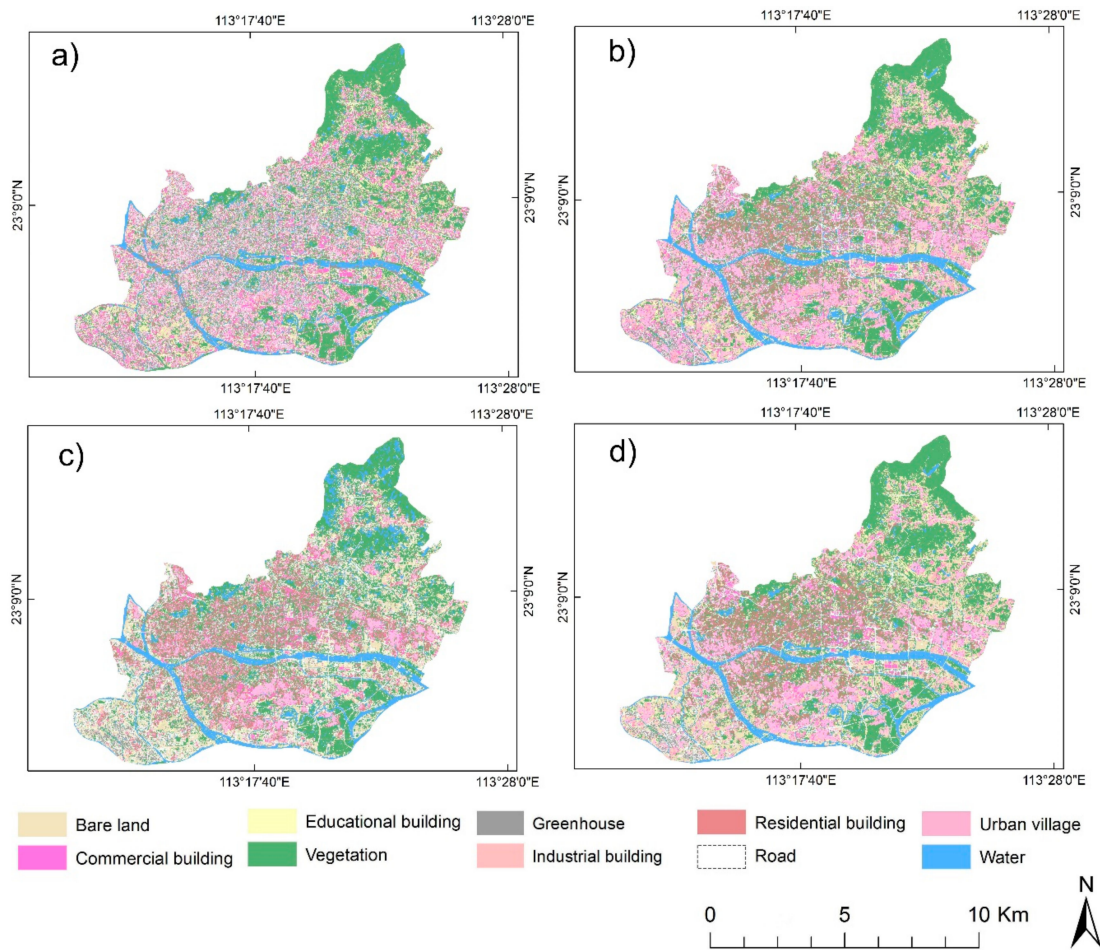 113°17'40"E 113°28'0"E 113°17'40"E 113°28'0"E
a) b)
23°9'0"N 23°9'0"N 23°9'0"N 23°9'0"N
113°17'40"E 113°28'0"E 113°17'40"E 113°28'0"E
113°17'40"E 113°28'0"E 113°17'40"E 113°28'0"E
c) d)
23°9'0"N 23°9'0"N 23°9'0"N 23°9'0"N
113°17'40"E 113°28'0"E 113°17'40"E 113°28'0"E
Bare land Educational building Greenhouse Residential building Urban village
Commercial building Vegetation Industrial building Road Water
N
0 5 10 Km